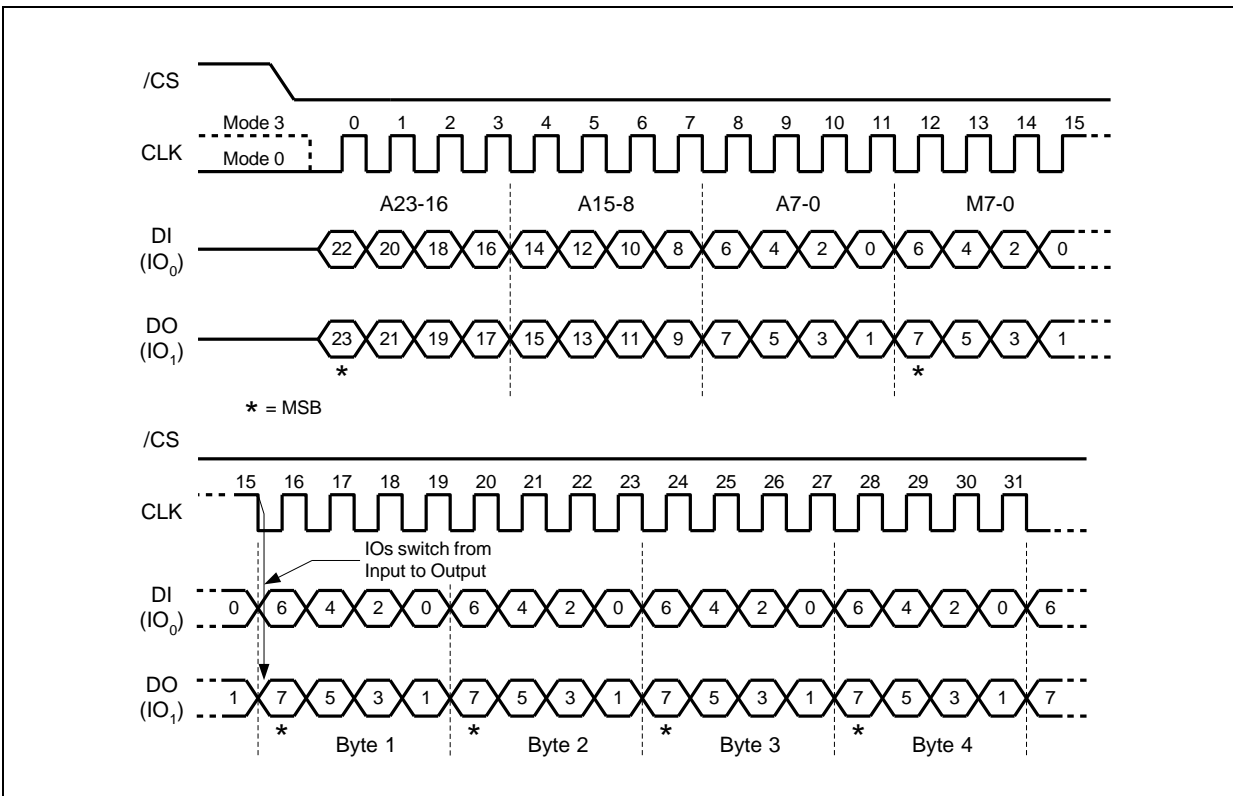 /CS
Mode 3 0 1 2 3 4 5 6 7 8 9 10 11 12 13 14 15
CLK
Mode 0
A23-16 A15-8 A7-0 M7-0
DI
(IO0)
22 20 18 16 14 12 10 8 6 4 2 0 6 4 2 0
DO
(IO1)
23 21 19 17 15 13 11 9 7 5 3 1 7 5 3 1
* *
* = MSB
/CS
15 16 17 18 19 20 21 22 23 24 25 26 27 28 29 30 31
CLK
IOs switch from
Input to Output
DI
(IO0)
0 6 4 2 0 6 4 2 0 6 4 2 0 6 4 2 0 6
DO
(IO1)
1 7 5 3 1 7 5 3 1 7 5 3 1 7 5 3 1 7
* * * *
Byte 1 Byte 2 Byte 3 Byte 4